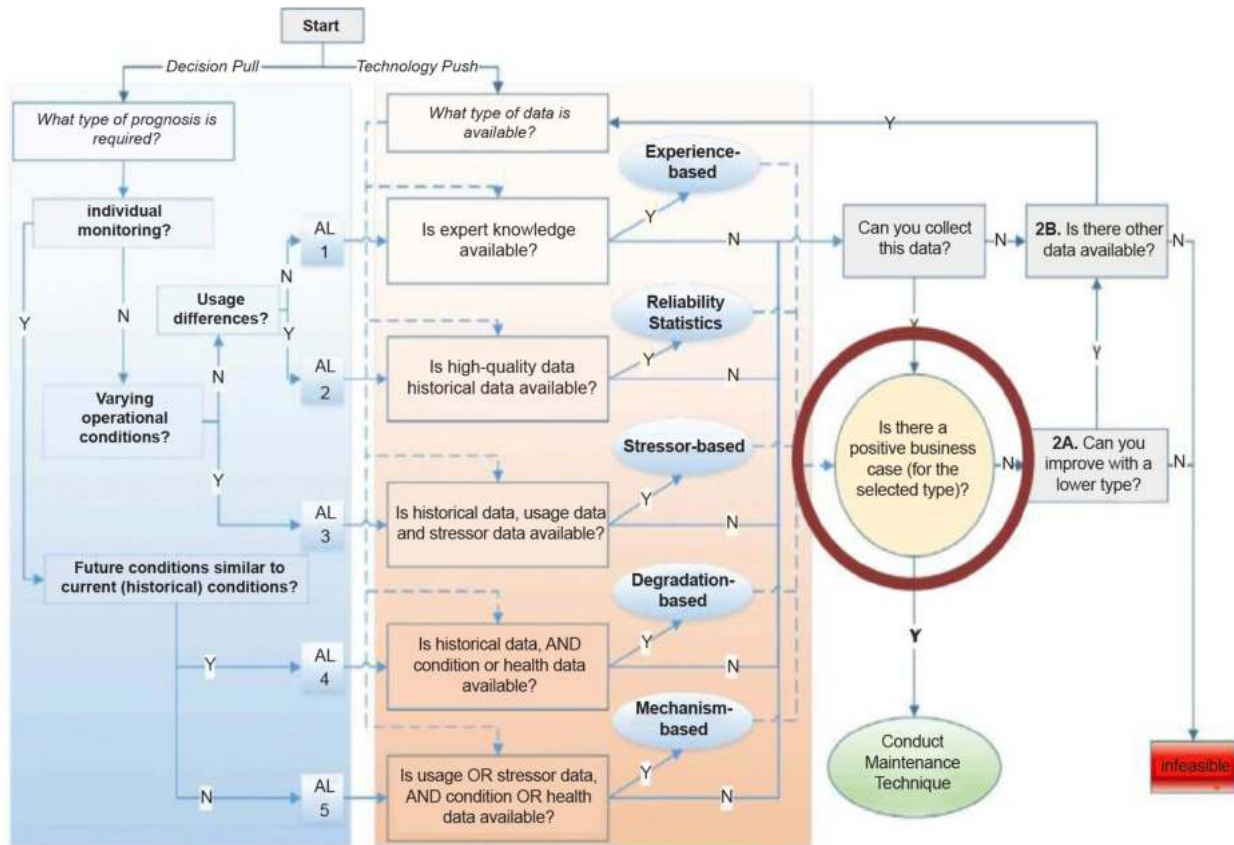 Start
Decision Pull
Technology Push
What type of prognosis is
required?
What type of data is
available?
Y
Experience-
based
individual
monitoring?
AL
1
Is expert knowledge
available?
Y
N
Can you collect
this data?
N
2B. Is there other
data available?
N
N
Usage
differences?
N
Y
Y
Reliability
Statistics
Y
Varying
operational
conditions?
N
AL
2
Is high-quality data
historical data available?
Y
N
Y
Is there a
positive business
case (for the
selected type)?
N
2A. Can you
improve with a
lower type?
N
Y
Stressor-based
Y
AL
3
Is historical data, usage data
and stressor data available?
Y
N
Future conditions similar to
current (historical) conditions?
Degradation-
based
Y
Y
AL
4
Is historical data, AND
condition or health data
available?
Y
N
Mechanism-
based
Conduct
Maintenance
Technique
infeasible
N
AL
5
Is usage OR stressor data,
AND condition OR health
data available?
Y
N